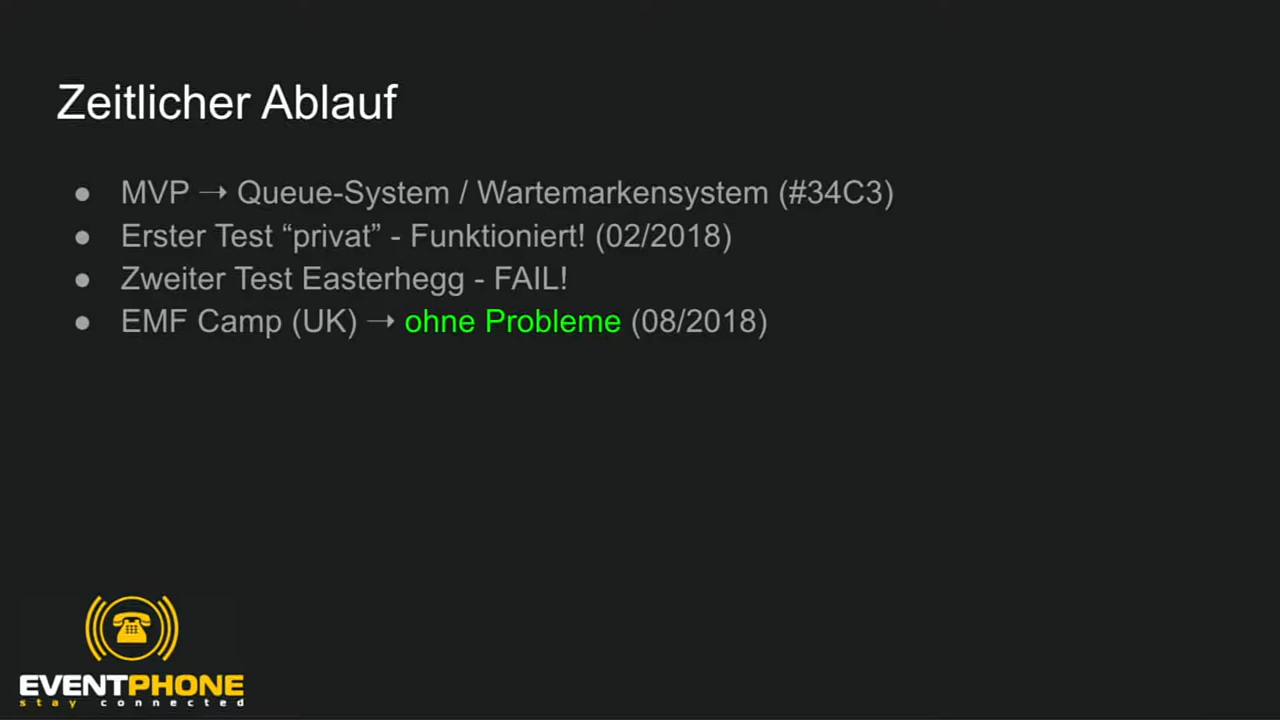 Zeitlicher Ablauf
● MVP → Queue-System / Wartemarkensystem (#34C3)
● Erster Test “privat” - Funktioniert! (02/2018)
● Zweiter Test Easterhegg - FAIL!
● EMF Camp (UK) → ohne Probleme (08/2018)
EVENTPHONE
stay connected